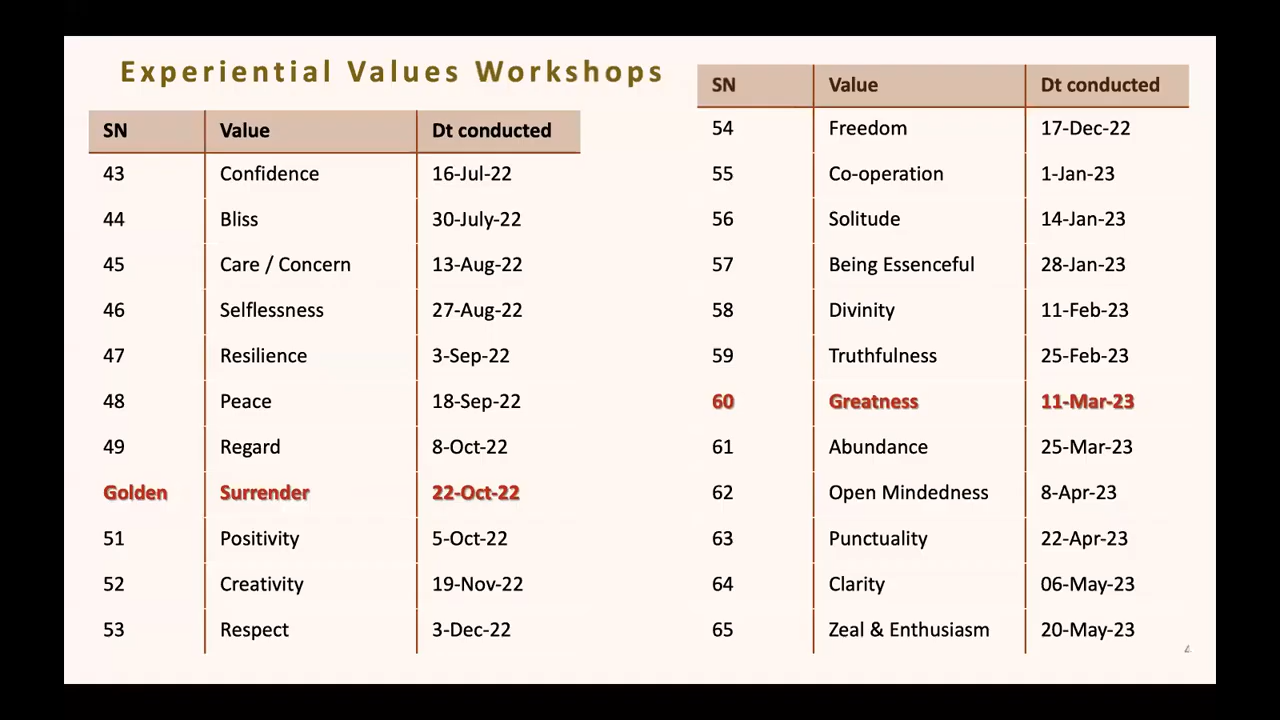 Experiential Values Workshops
SN Value Dt conducted
43 Confidence 16-Jul-22
44 Bliss 30-July-22
45 Care / Concern 13-Aug-22
46 Selflessness 27-Aug-22
47 Resilience 3-Sep-22
48 Peace 18-Sep-22
49 Regard 8-Oct-22
Golden Surrender 22-Oct-22
51 Positivity 5-Oct-22
52 Creativity 19-Nov-22
53 Respect 3-Dec-22
SN Value Dt conducted
54 Freedom 17-Dec-22
55 Co-operation 1-Jan-23
56 Solitude 14-Jan-23
57 Being Essenceful 28-Jan-23
58 Divinity 11-Feb-23
59 Truthfulness 25-Feb-23
60 Greatness 11-Mar-23
61 Abundance 25-Mar-23
62 Open Mindedness 8-Apr-23
63 Punctuality 22-Apr-23
64 Clarity 06-May-23
65 Zeal & Enthusiasm 20-May-23